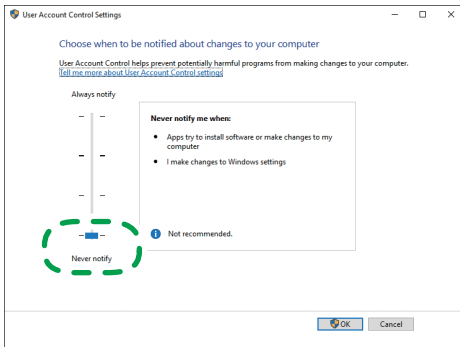 User Account Control Settings
Choose when to be notified about changes to your computer
User Account Control helps prevent potentially harmful programs from making changes to your computer.
Tell me more about User Account Control settings
Always notify
Never notify me when:
• Apps try to install software or make changes to my
computer
• I make changes to Windows settings
Not recommended.
Never notify
OK
Cancel